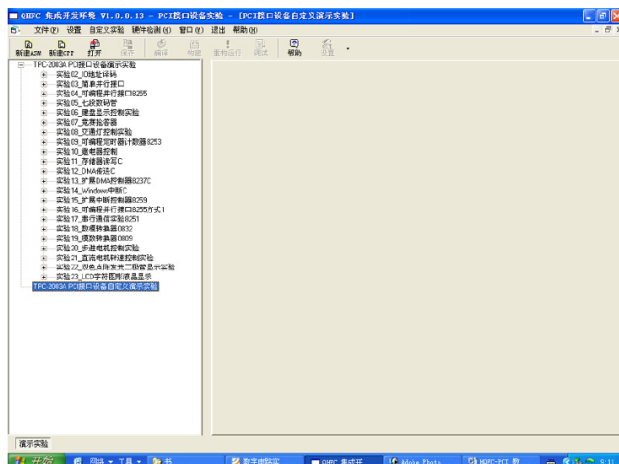 QHPC 集成开发环境 V1.0.0.13 - PCI接口设备实验 - [PCI接口设备自定义演示实验]
文件(F) 设置 自定义实验 硬件检测(X) 窗口(W) 退出 帮助(H)
新建ASM 新建CPP 打开 保存 编译 构建 重构运行 调试 帮助 设置
TPC-2003A PCI接口设备演示实验
实验02_IO地址译码
实验03_简单并行接口
实验04_可编程并行接口8255
实验05_七段数码管
实验06_键盘显示控制实验
实验07_竞赛抢答器
实验08_交通灯控制实验
实验09_可编程定时器计数器8253
实验10_继电器控制
实验11_存储器读写C
实验12_DMA传送C
实验13_扩展DMA控制器8237C
实验14_Windows中断C
实验15_扩展中断控制器8259
实验16_可编程并行接口8255方式1
实验17_串行通信实验8251
实验18_数模转换器0832
实验19_模数转换器0809
实验20_步进电机控制实验
实验21_直流电机转速控制实验
实验22_双色点阵发光二极管显示实验
实验23_LCD字符图形液晶显示
TPC-2003A PCI接口设备自定义演示实验
演示实验
开始 网络 工具 书 数字电路实 QHPC 集成开 Adobe Photo HQFC-PCI 教 9:11